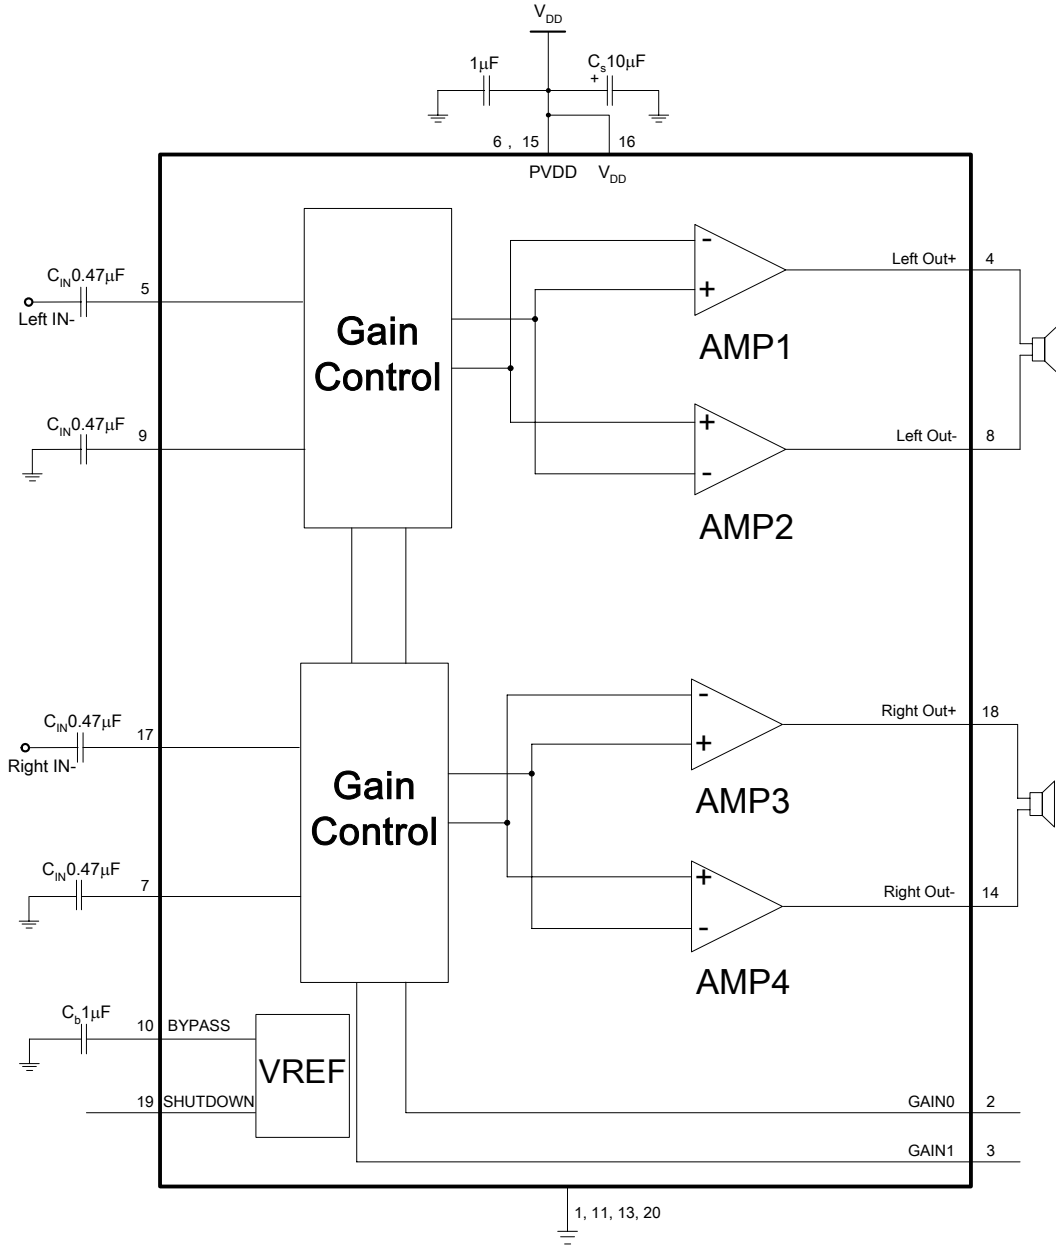 VDD
1μF
Cs10μF
+
6 , 15
16
PVDD
VDD
CIN0.47μF
5
Left IN-
Gain
Control
-
+
AMP1
Left Out+
4
CIN0.47μF
9
+
-
AMP2
Left Out-
8
CIN0.47μF
17
Right IN-
Gain
Control
-
+
AMP3
Right Out+
18
CIN0.47μF
7
+
-
AMP4
Right Out-
14
Cb1μF
10
BYPASS
VREF
19
SHUTDOWN
GAIN0
2
GAIN1
3
1, 11, 13, 20